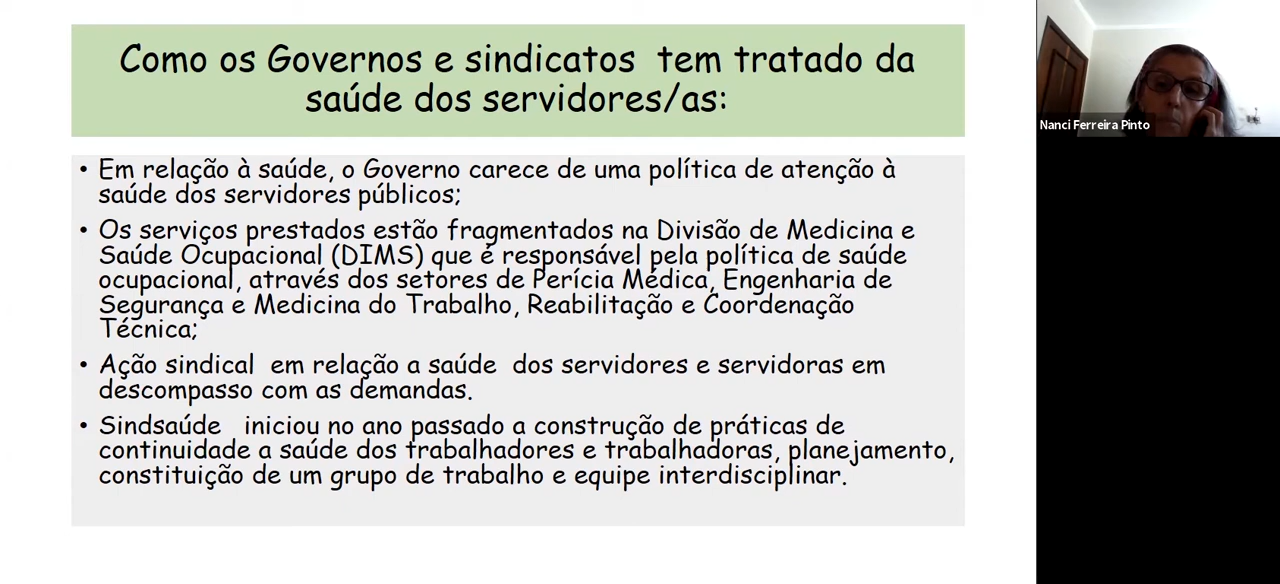 Como os Governos e sindicatos  tem tratado da
saúde dos servidores/as:
• Em relação à saúde, o Governo carece de uma política de atenção à
saúde dos servidores públicos;
• Os serviços prestados estão fragmentados na Divisão de Medicina e
Saúde Ocupacional (DIMS) que é responsável pela política de saúde
ocupacional, através dos setores de Perícia Médica, Engenharia de
Segurança e Medicina do Trabalho, Reabilitação e Coordenação
Técnica;
• Ação sindical  em relação a saúde  dos servidores e servidoras em
descompasso com as demandas.
• Sindsaúde   iniciou no ano passado a construção de práticas de
continuidade a saúde dos trabalhadores e trabalhadoras, planejamento,
constituição de um grupo de trabalho e equipe interdisciplinar.
Nanci Ferreira Pinto